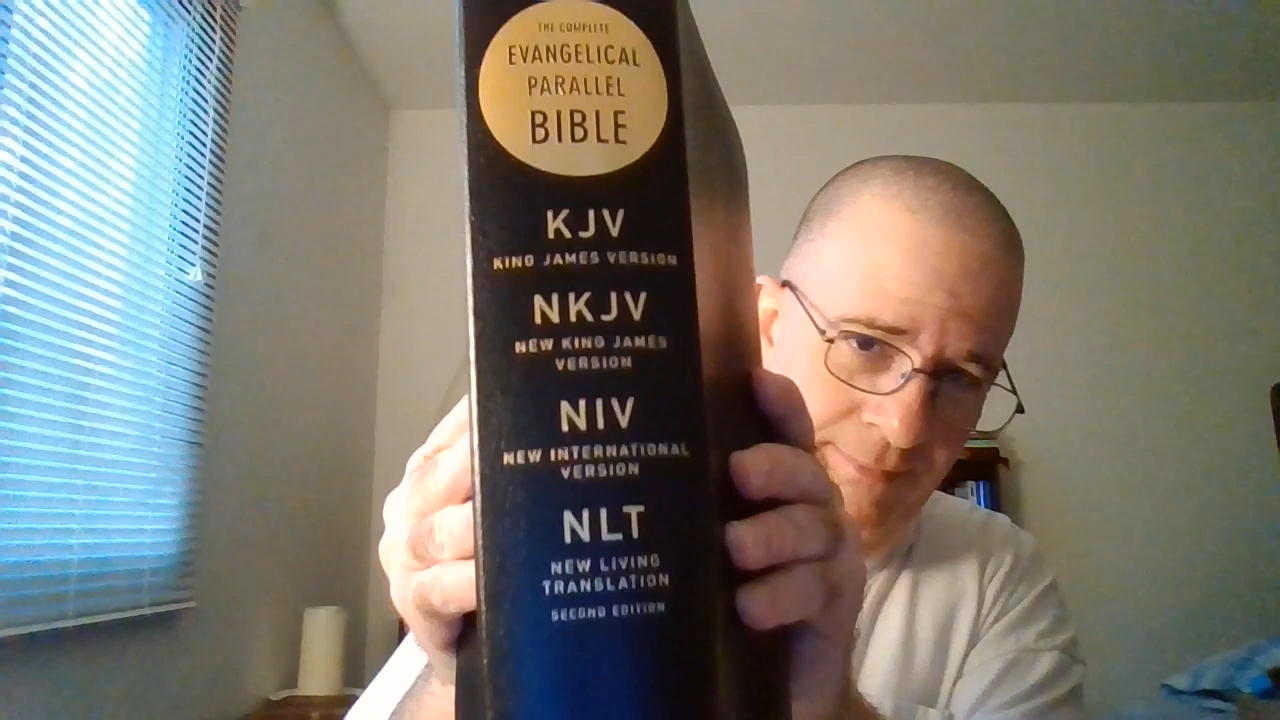 THE COMPLETE
EVANGELICAL
PARALLEL
BIBLE
KJV
KING JAMES VERSION
NKJV
NEW KING JAMES
VERSION
NIV
NEW INTERNATIONAL
VERSION
NLT
NEW LIVING
TRANSLATION
SECOND EDITION